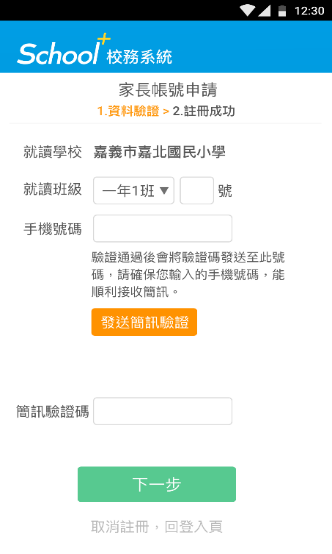 12:30
School+ 校務系統
家長帳號申請
1.資料驗證 > 2.註冊成功
就讀學校 嘉義市嘉北國民小學
就讀班級 一年1班 ▼ 號
手機號碼
驗證通過後會將驗證碼發送至此號
碼，請確保您輸入的手機號碼，能
順利接收簡訊。
發送簡訊驗證
簡訊驗證碼
下一步
取消註冊，回登入頁